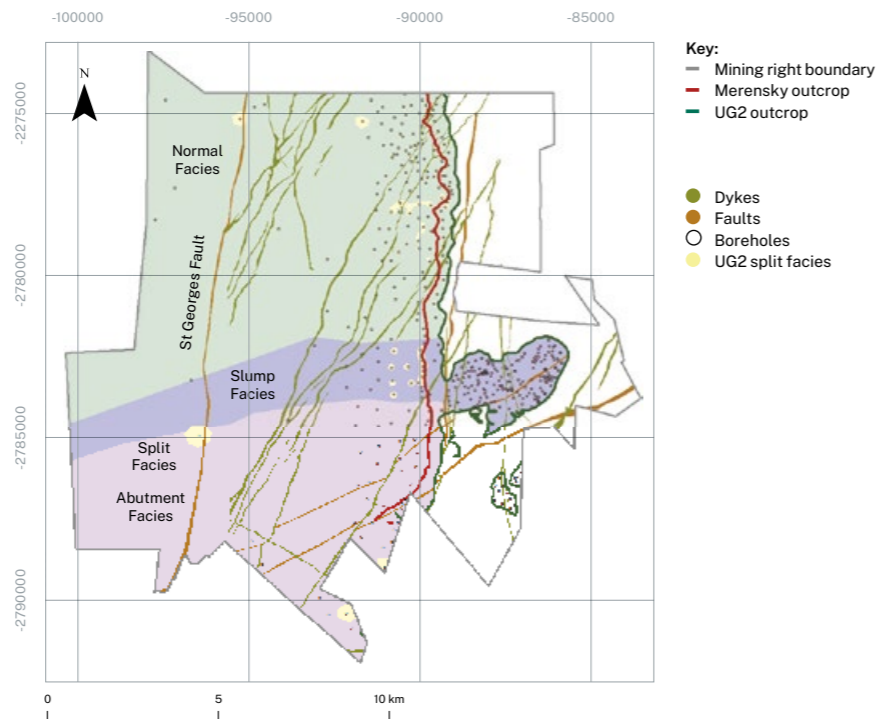 -100000
-95000
-90000
-85000
Key:
Mining right boundary
Merensky outcrop
UG2 outcrop
Dykes
Faults
Boreholes
UG2 split facies
N
-2275000
-2780000
-2785000
-2790000
Normal
Facies
St Georges Fault
Slump
Facies
Split
Facies
Abutment
Facies
0
5
10 km